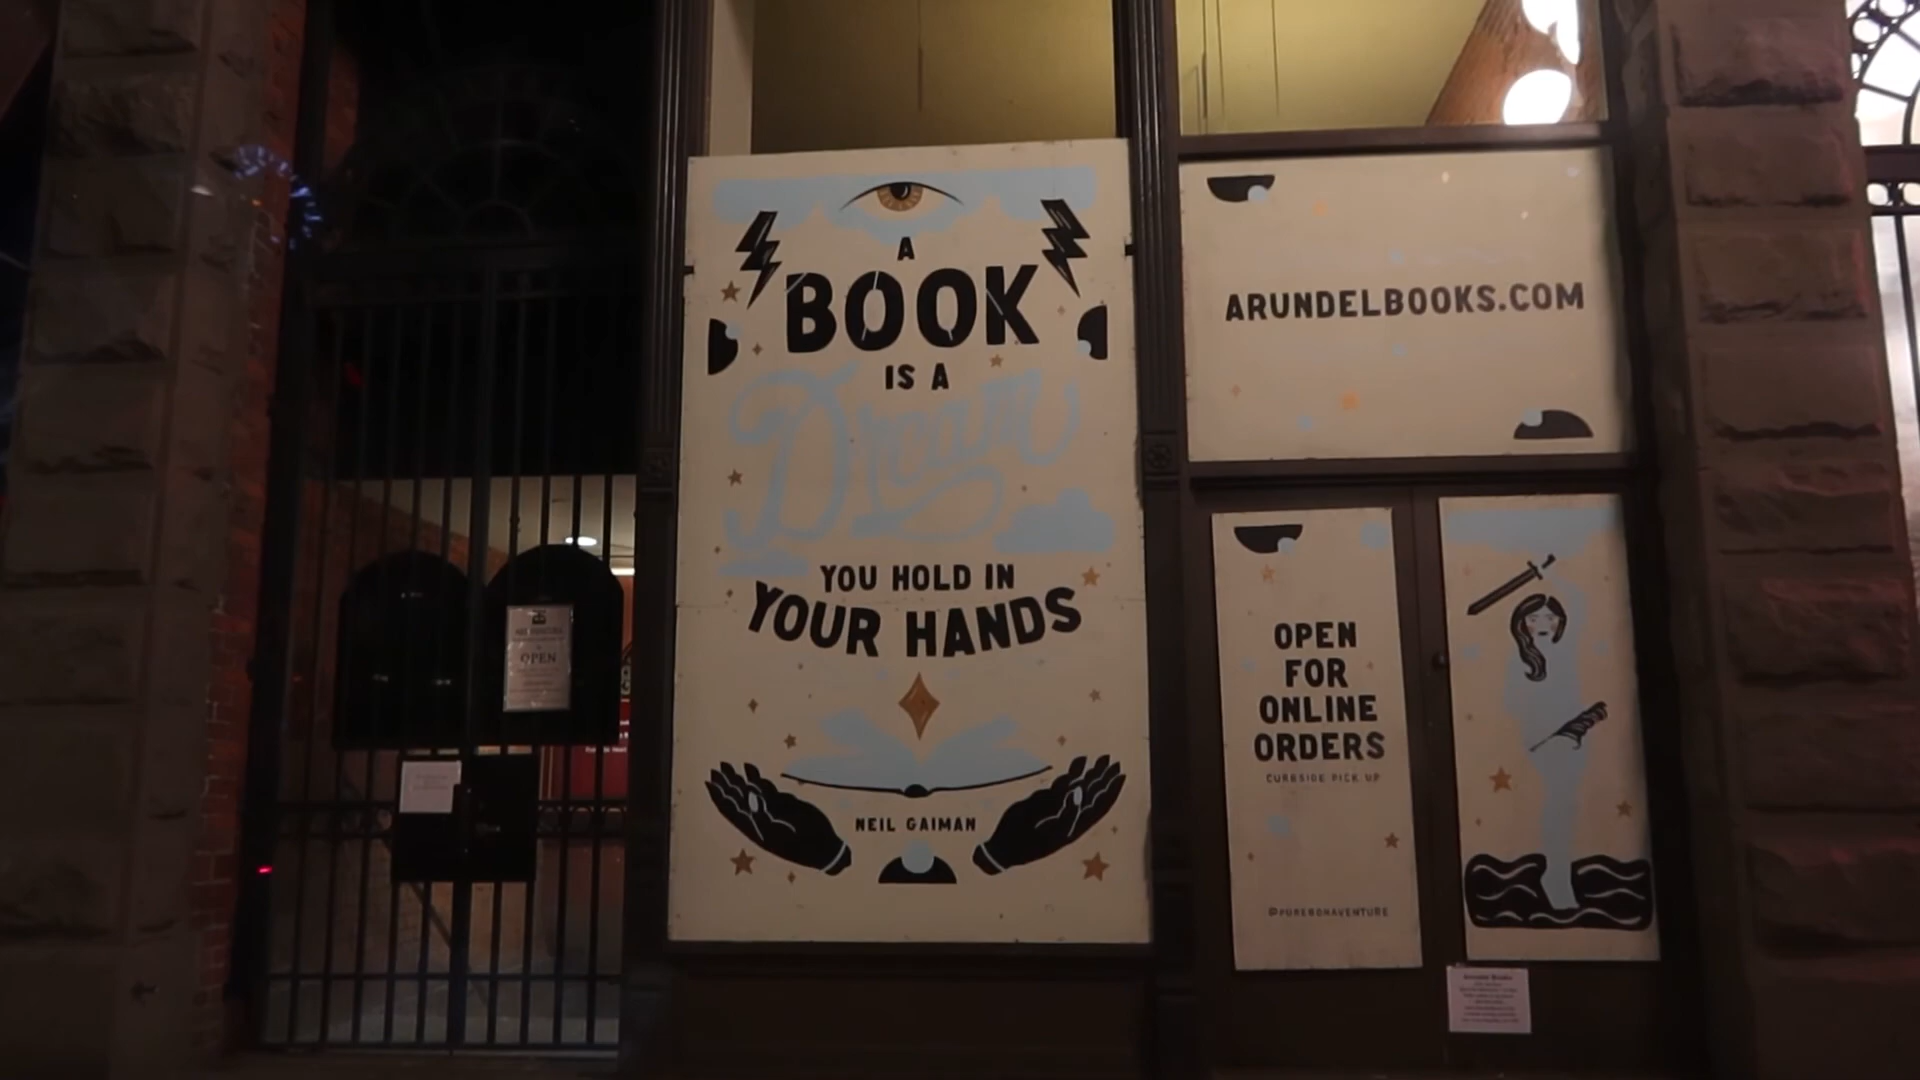 A
BOOK
IS A
Dream
YOU HOLD IN
YOUR HANDS
NEIL GAIMAN
ARUNDELBOOKS.COM
OPEN
FOR
ONLINE
ORDERS
CURBSIDE PICK UP
@PUREBONAVENTURE
OPEN